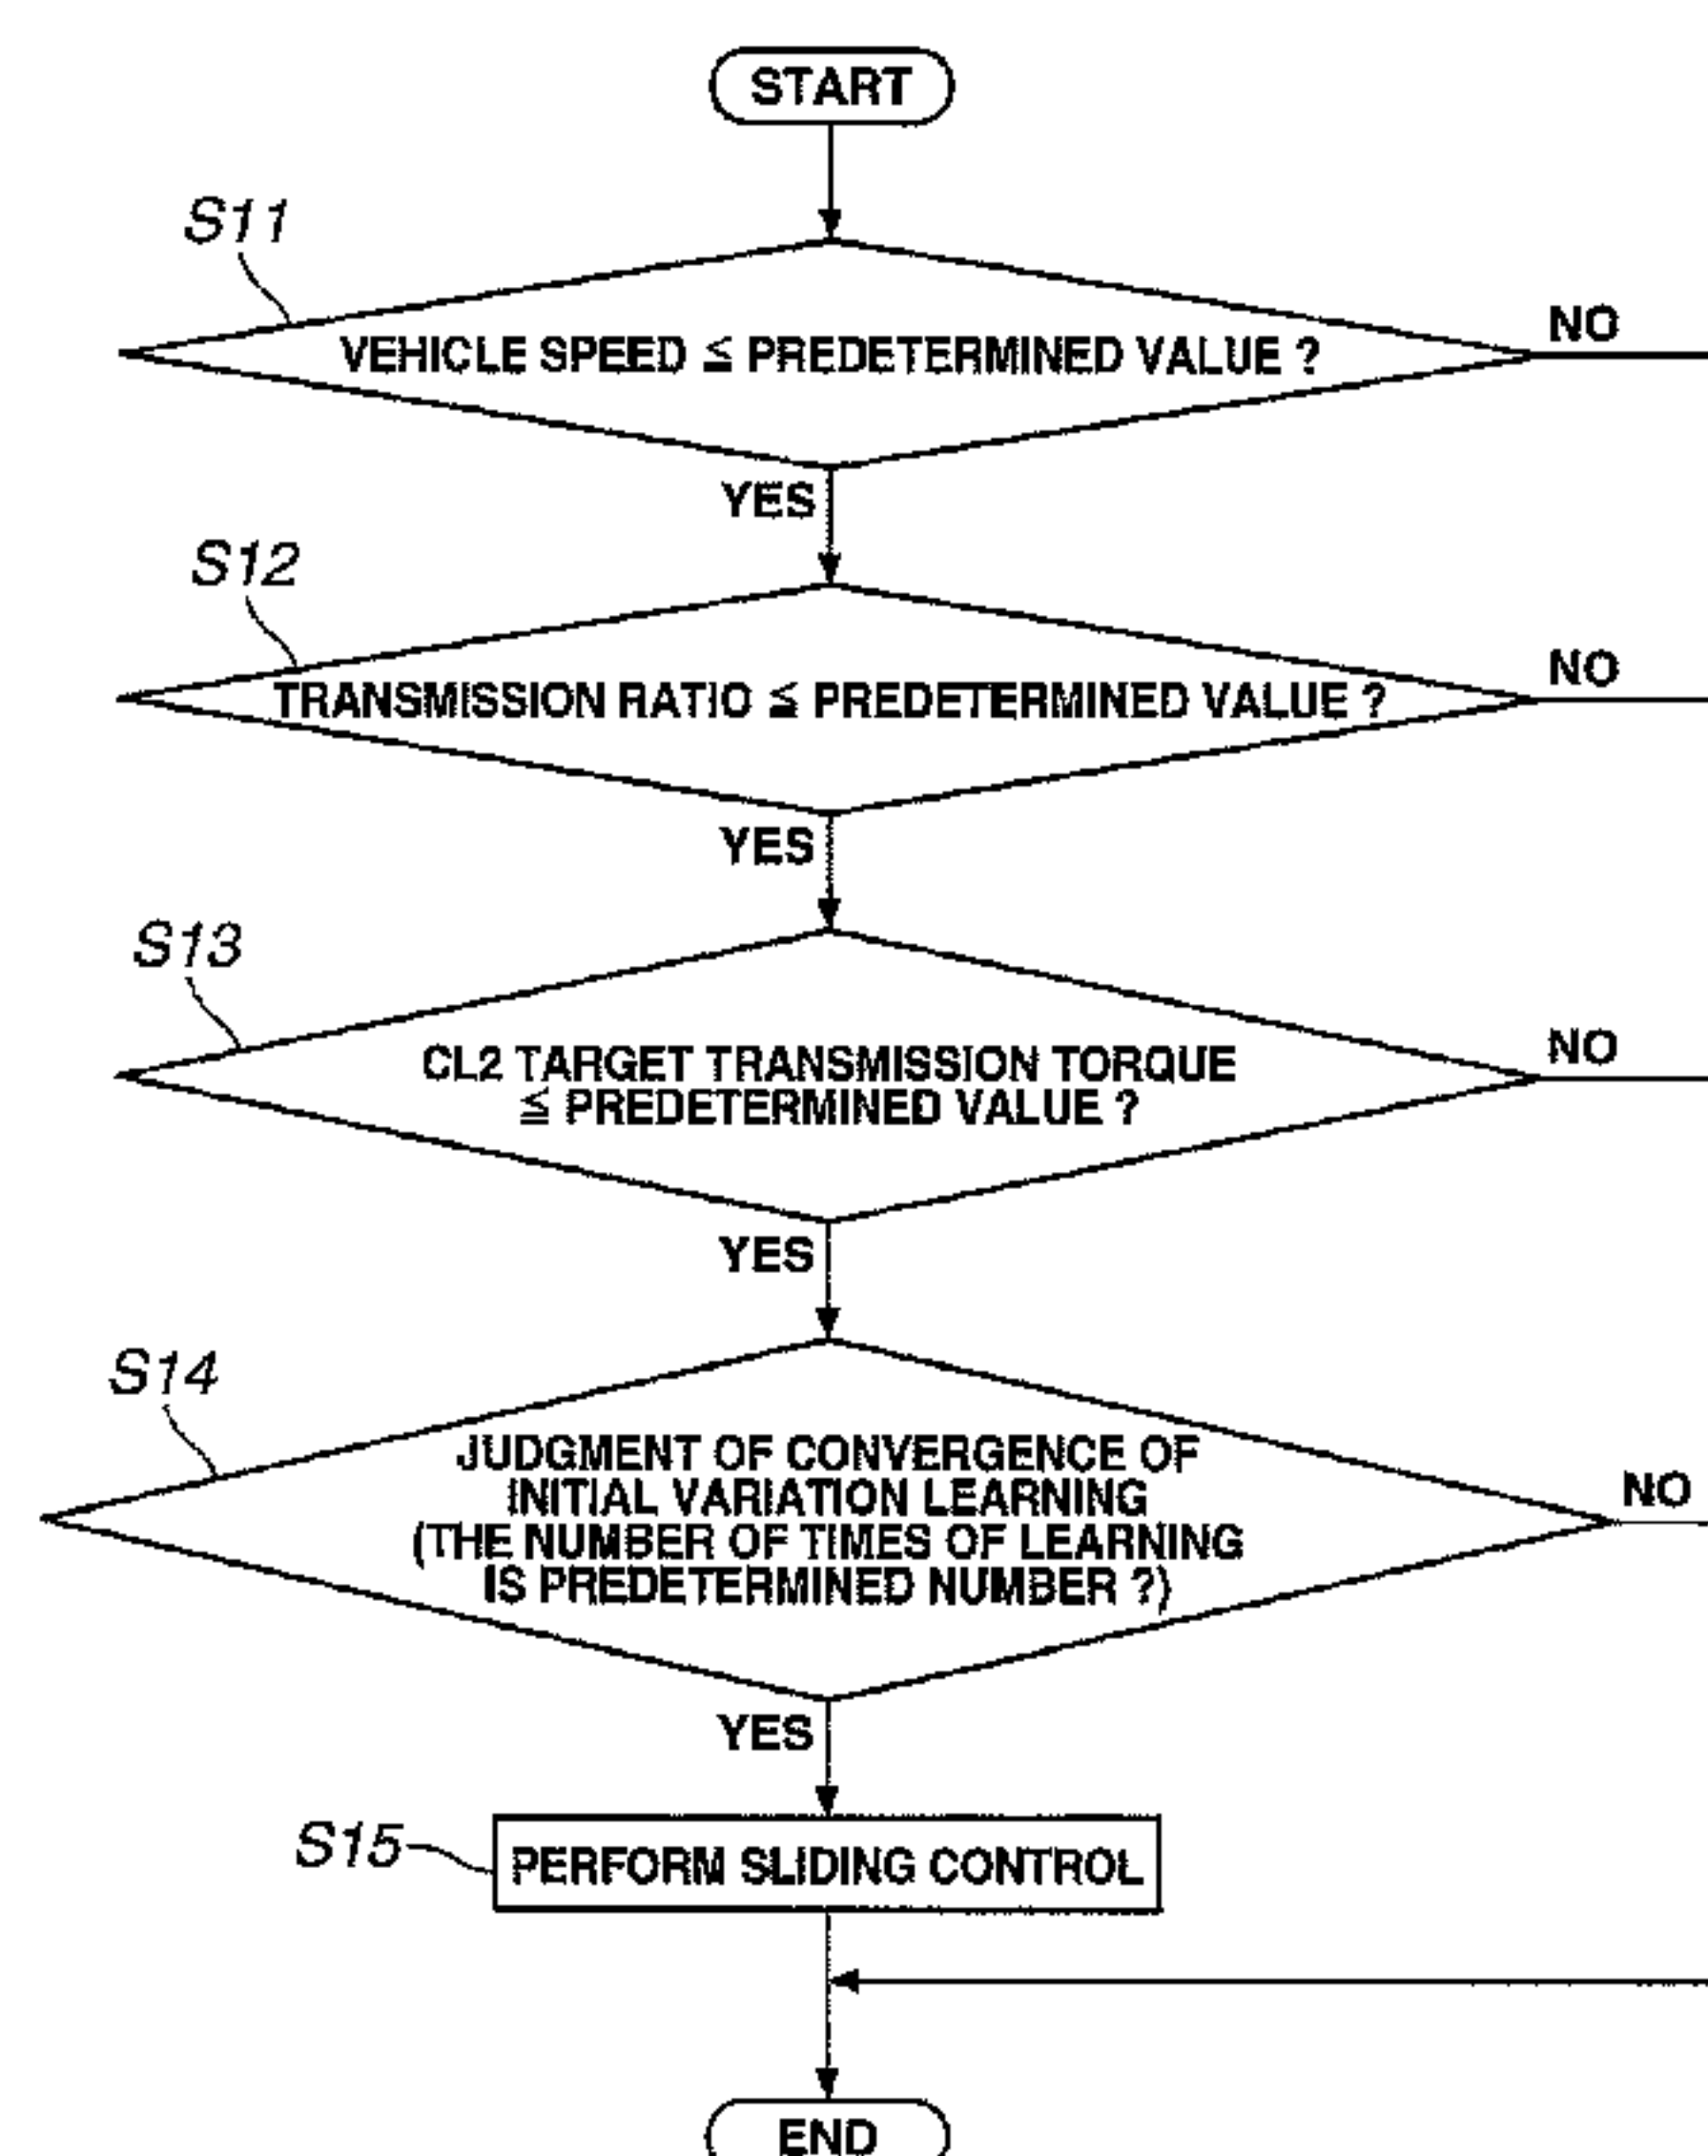 START
S11
VEHICLE SPEED ≦ PREDETERMINED VALUE ?
NO
YES
S12
TRANSMISSION RATIO ≦ PREDETERMINED VALUE ?
NO
YES
S13
CL2 TARGET TRANSMISSION TORQUE
≦ PREDETERMINED VALUE ?
NO
YES
S14
JUDGMENT OF CONVERGENCE OF
INITIAL VARIATION LEARNING
(THE NUMBER OF TIMES OF LEARNING
IS PREDETERMINED NUMBER ?)
NO
YES
S15
PERFORM SLIDING CONTROL
END